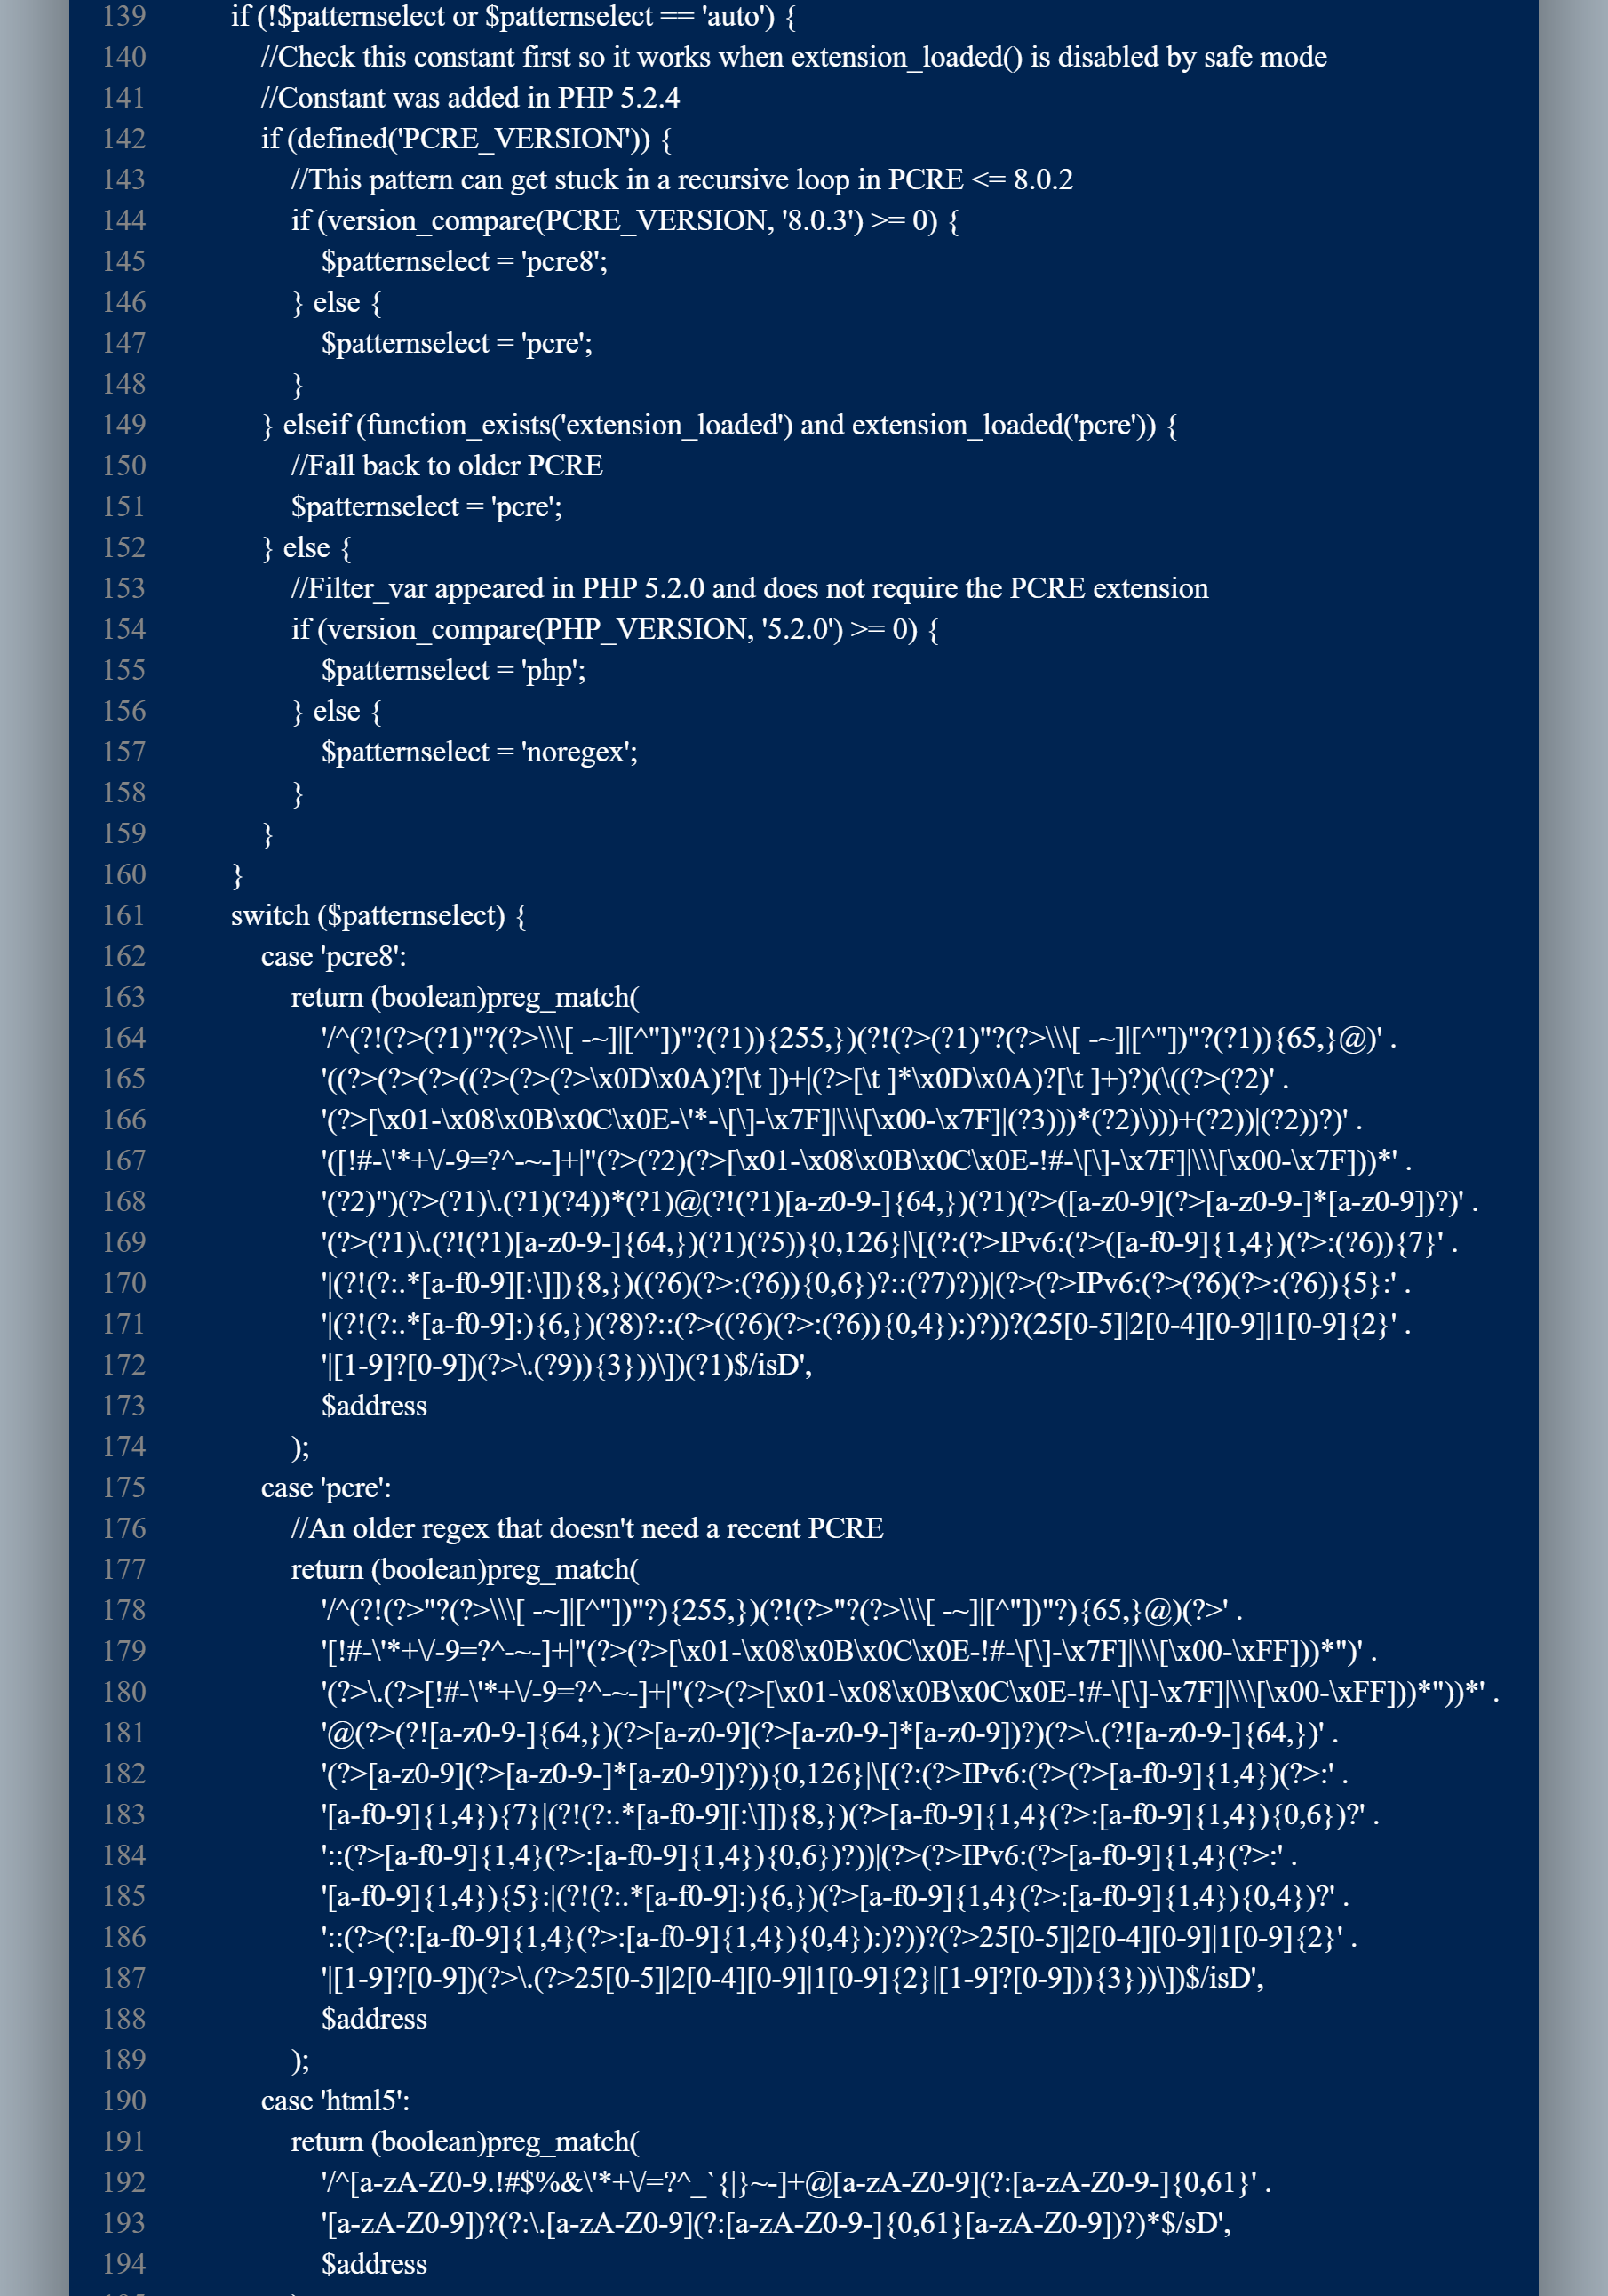 139 if (!$patternselect or $patternselect == 'auto') {
140 //Check this constant first so it works when extension_loaded() is disabled by safe mode
141 //Constant was added in PHP 5.2.4
142 if (defined('PCRE_VERSION')) {
143 //This pattern can get stuck in a recursive loop in PCRE <= 8.0.2
144 if (version_compare(PCRE_VERSION, '8.0.3') >= 0) {
145 $patternselect = 'pcre8';
146 } else {
147 $patternselect = 'pcre';
148 }
149 } elseif (function_exists('extension_loaded') and extension_loaded('pcre')) {
150 //Fall back to older PCRE
151 $patternselect = 'pcre';
152 } else {
153 //Filter_var appeared in PHP 5.2.0 and does not require the PCRE extension
154 if (version_compare(PHP_VERSION, '5.2.0') >= 0) {
155 $patternselect = 'php';
156 } else {
157 $patternselect = 'noregex';
158 }
159 }
160 }
161 switch ($patternselect) {
162 case 'pcre8':
163 return (boolean)preg_match(
164 '/^(?!(?>(?1)"?(?>\\\[ -~]|[^"])"?(?1)){255,})(?!(?>(?1)"?(?>\\\[ -~]|[^"])"?(?1)){65,}@)' .
165 '((?>(?>(?>((?>(?>(?>\x0D\x0A)?[\t ])+|(?>[\t ]*\x0D\x0A)?[\t ]+)?)(\((?>(?2)' .
166 '(?>[\x01-\x08\x0B\x0C\x0E-\'*-\[\]-\x7F]|\\\[\x00-\x7F]|(?3)))*(?2)\)))+(?2))|(?2))?)' .
167 '([!#-\'*+\/-9=?^-~-]+|"(?>(?2)(?>[\x01-\x08\x0B\x0C\x0E-!#-\[\]-\x7F]|\\\[\x00-\x7F]))*' .
168 '(?2)")(?>(?1)\.(?1)(?4))*(?1)@(?!(?1)[a-z0-9-]{64,})(?1)(?>([a-z0-9](?>[a-z0-9-]*[a-z0-9])?)' .
169 '(?>(?1)\.(?!(?1)[a-z0-9-]{64,})(?1)(?5)){0,126}|\[(?:(?>IPv6:(?>([a-f0-9]{1,4})(?>:(?6)){7}' .
170 '|(?!(?:.*[a-f0-9][:\]]){8,})((?6)(?>:(?6)){0,6})?::(?7)?))|(?>(?>IPv6:(?>(?6)(?>:(?6)){5}:' .
171 '|(?!(?:.*[a-f0-9]:){6,})(?8)?::(?>((?6)(?>:(?6)){0,4}):)?))?(25[0-5]|2[0-4][0-9]|1[0-9]{2}' .
172 '|[1-9]?[0-9])(?>\.(?9)){3}))\])(?1)$/isD',
173 $address
174 );
175 case 'pcre':
176 //An older regex that doesn't need a recent PCRE
177 return (boolean)preg_match(
178 '/^(?!(?>"?(?>\\\[ -~]|[^"])"?){255,})(?!(?>"?(?>\\\[ -~]|[^"])"?){65,}@)(?>' .
179 '[!#-\'*+\/-9=?^-~-]+|"(?>(?>[\x01-\x08\x0B\x0C\x0E-!#-\[\]-\x7F]|\\\[\x00-\xFF]))*")' .
180 '(?>\.(?>[!#-\'*+\/-9=?^-~-]+|"(?>(?>[\x01-\x08\x0B\x0C\x0E-!#-\[\]-\x7F]|\\\[\x00-\xFF]))*"))*' .
181 '@(?>(?![a-z0-9-]{64,})(?>[a-z0-9](?>[a-z0-9-]*[a-z0-9])?)(?>\.(?![a-z0-9-]{64,})' .
182 '(?>[a-z0-9](?>[a-z0-9-]*[a-z0-9])?)){0,126}|\[(?:(?>IPv6:(?>(?>[a-f0-9]{1,4})(?>:' .
183 '[a-f0-9]{1,4}){7}|(?!(?:.*[a-f0-9][:\]]){8,})(?>[a-f0-9]{1,4}(?>:[a-f0-9]{1,4}){0,6})?' .
184 '::(?>[a-f0-9]{1,4}(?>:[a-f0-9]{1,4}){0,6})?))|(?>(?>IPv6:(?>[a-f0-9]{1,4}(?>:' .
185 '[a-f0-9]{1,4}){5}:|(?!(?:.*[a-f0-9]:){6,})(?>[a-f0-9]{1,4}(?>:[a-f0-9]{1,4}){0,4})?' .
186 '::(?>(?:[a-f0-9]{1,4}(?>:[a-f0-9]{1,4}){0,4}):)?))?(?>25[0-5]|2[0-4][0-9]|1[0-9]{2}' .
187 '|[1-9]?[0-9])(?>\.(?>25[0-5]|2[0-4][0-9]|1[0-9]{2}|[1-9]?[0-9])){3}))\])$/isD',
188 $address
189 );
190 case 'html5':
191 return (boolean)preg_match(
192 '/^[a-zA-Z0-9.!#$%&\'*+\/=?^_`{|}~-]+@[a-zA-Z0-9](?:[a-zA-Z0-9-]{0,61}' .
193 '[a-zA-Z0-9])?(?:\.[a-zA-Z0-9](?:[a-zA-Z0-9-]{0,61}[a-zA-Z0-9])?)*$/sD',
194 $address